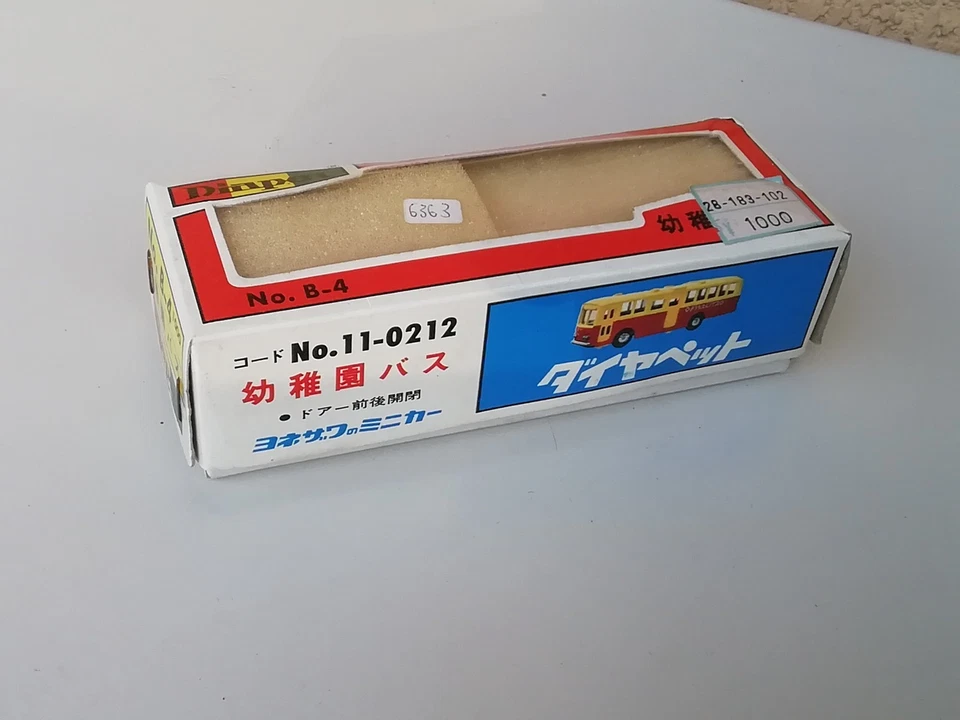 Diap
6363
28-183-102
1000
幼稚
No. B-4
コード No.11-0212
幼稚園バス
● ドアー前後開閉
ヨネザワのミニカー
ダイヤペット